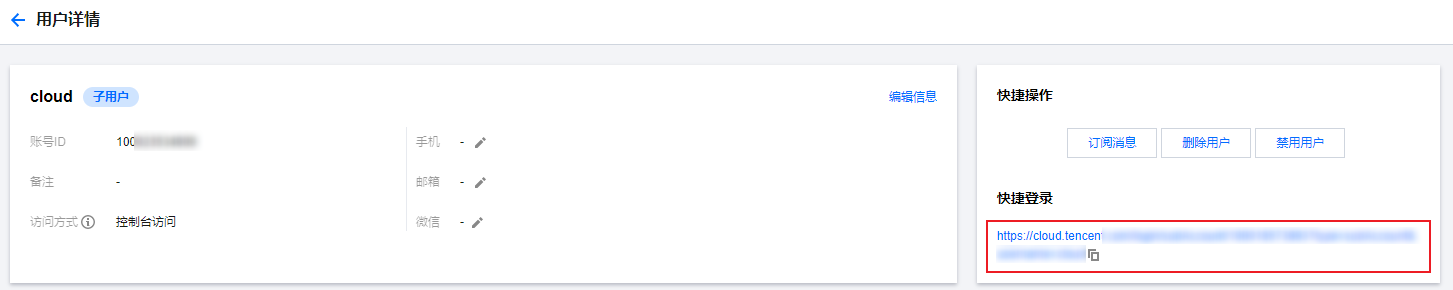 用户详情
cloud 子用户 编辑信息
账号ID 100
手机 -
备注 -
邮箱 -
访问方式 控制台访问
微信 -
快捷操作
订阅消息 删除用户 禁用用户
快捷登录
https://cloud.tencent